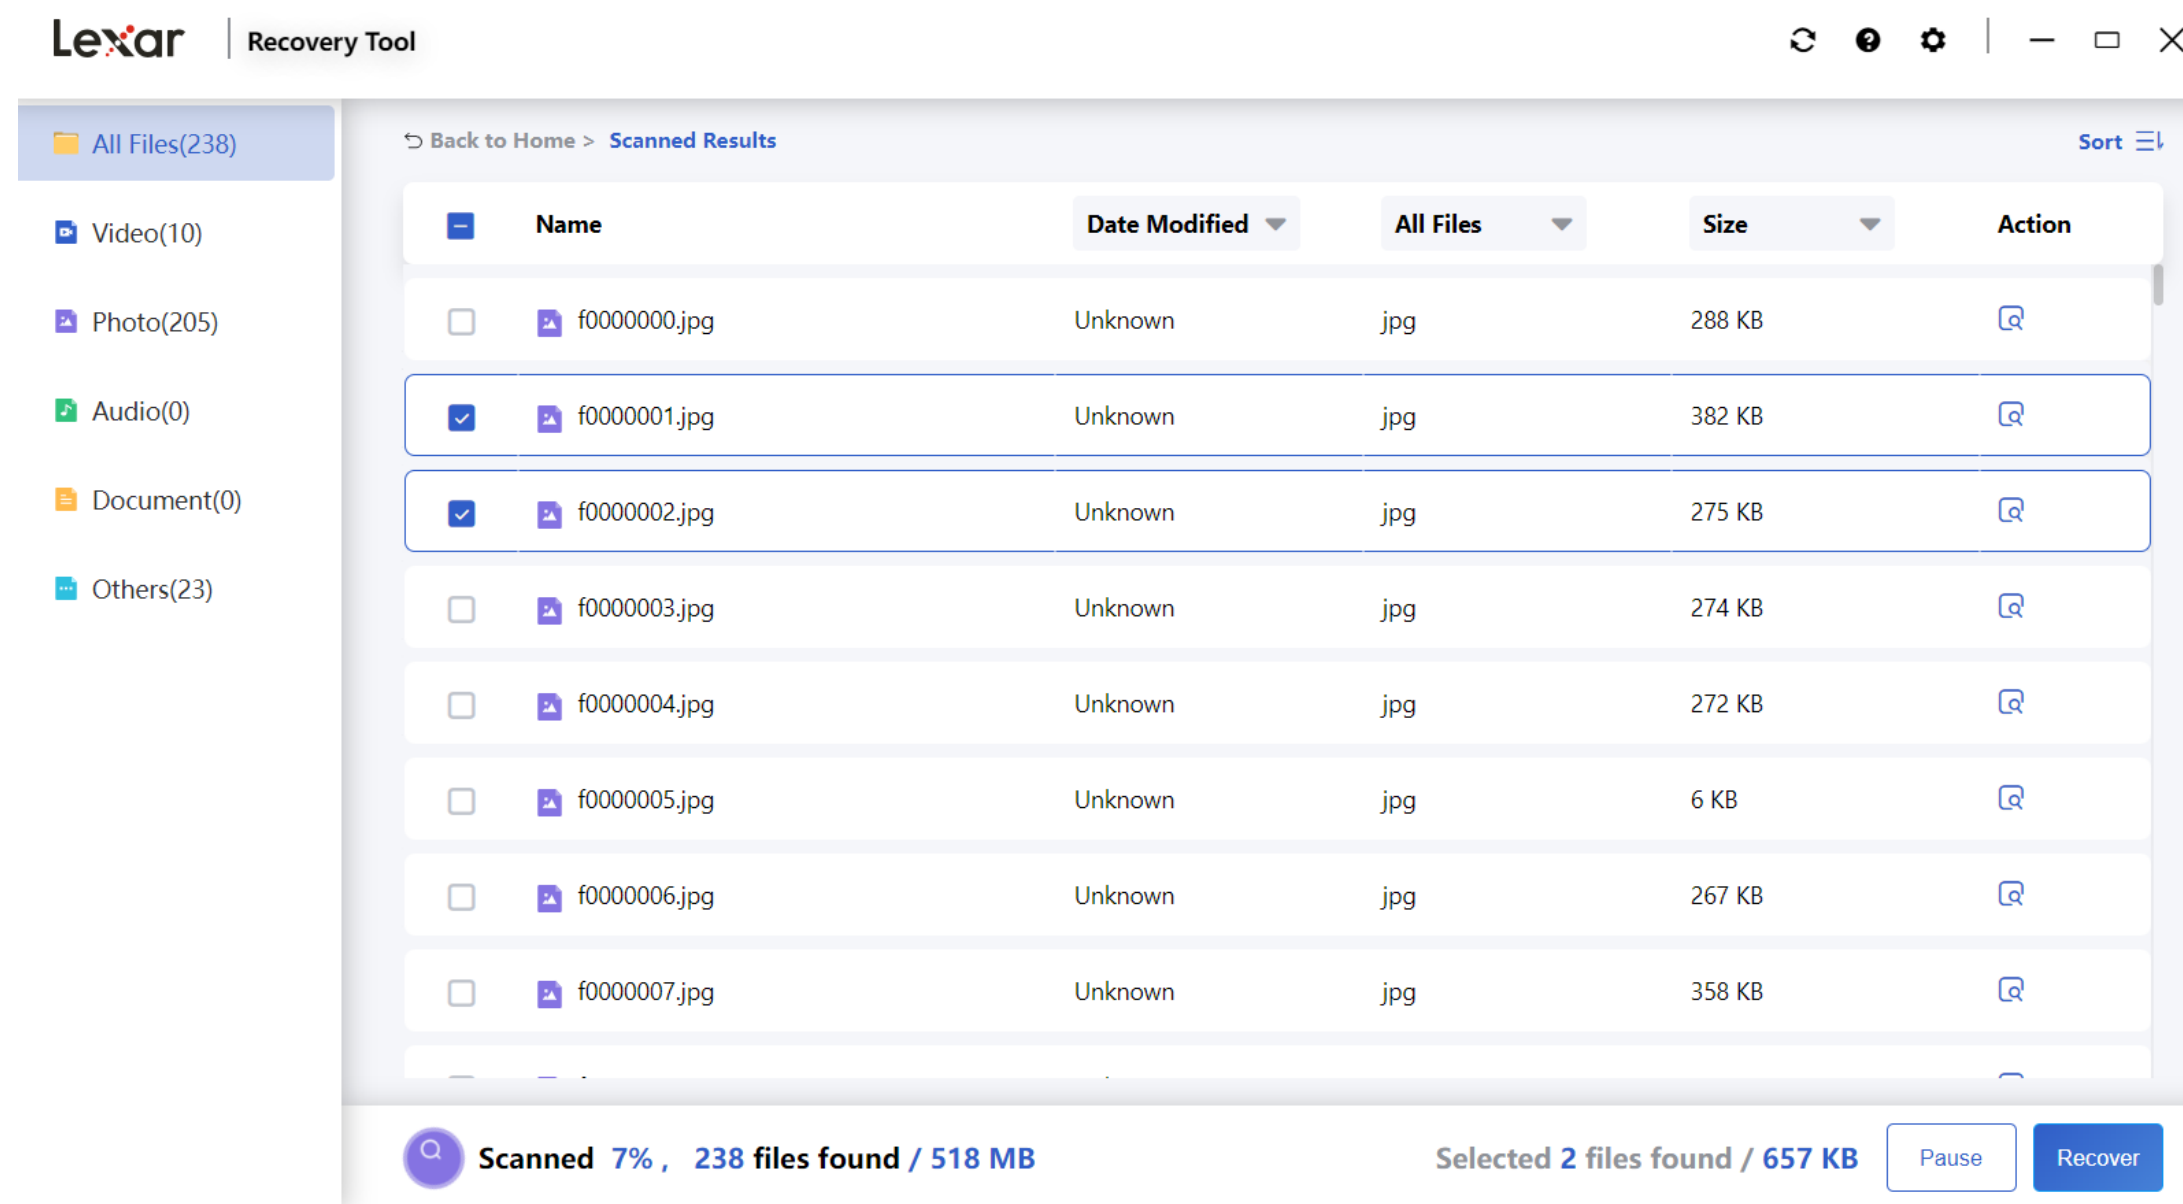 Lexar | Recovery Tool
All Files(238)
Video(10)
Photo(205)
Audio(0)
Document(0)
Others(23)
Back to Home > Scanned Results
Sort
Name Date Modified All Files Size Action
f0000000.jpg Unknown jpg 288 KB
f0000001.jpg Unknown jpg 382 KB
f0000002.jpg Unknown jpg 275 KB
f0000003.jpg Unknown jpg 274 KB
f0000004.jpg Unknown jpg 272 KB
f0000005.jpg Unknown jpg 6 KB
f0000006.jpg Unknown jpg 267 KB
f0000007.jpg Unknown jpg 358 KB
Scanned 7% , 238 files found / 518 MB
Selected 2 files found / 657 KB
Pause
Recover